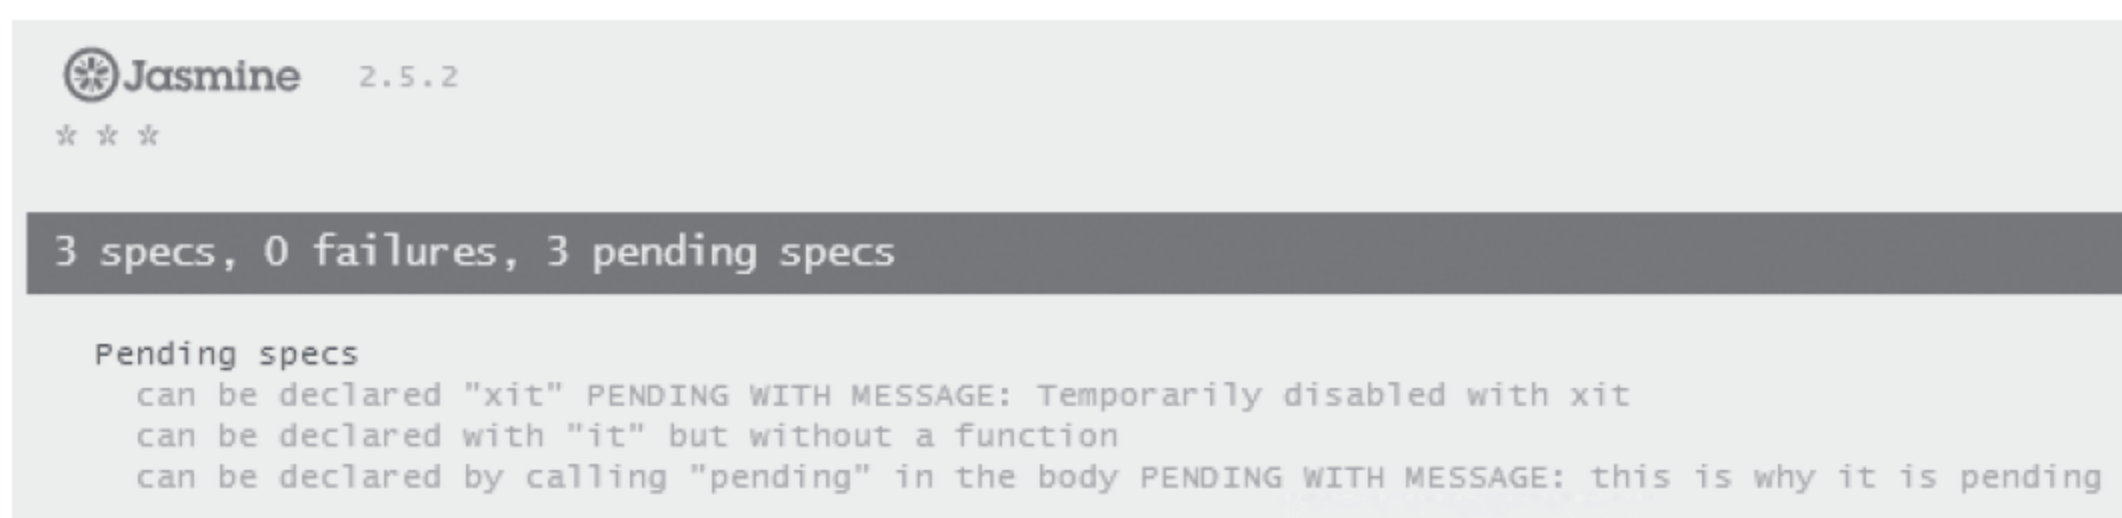 Jasmine 2.5.2
* * *
3 specs, 0 failures, 3 pending specs
Pending specs
can be declared "xit" PENDING WITH MESSAGE: Temporarily disabled with xit
can be declared with "it" but without a function
can be declared by calling "pending" in the body PENDING WITH MESSAGE: this is why it is pending